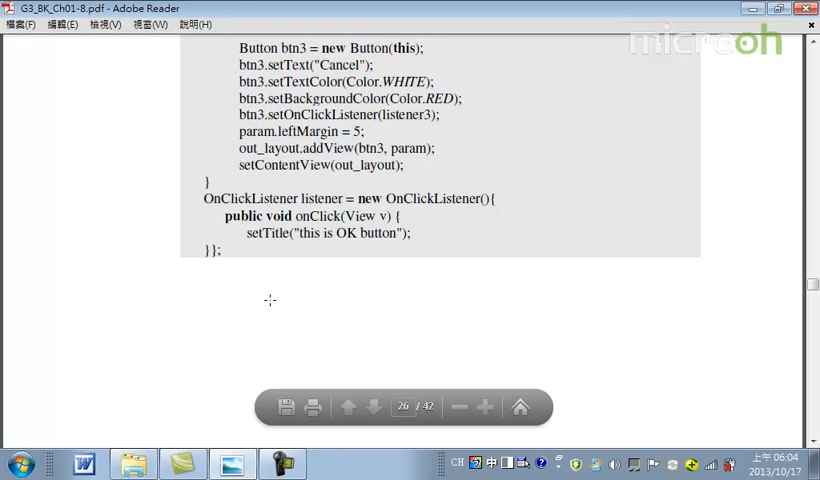 G3_BK_Ch01-8.pdf - Adobe Reader
檔案(F) 編輯(E) 檢視(V) 視窗(W) 說明(H)
microoh
Button btn3 = new Button(this);
btn3.setText("Cancel");
btn3.setTextColor(Color.WHITE);
btn3.setBackgroundColor(Color.RED);
btn3.setOnClickListener(listener3);
param.leftMargin = 5;
out_layout.addView(btn3, param);
setContentView(out_layout);
}
OnClickListener listener = new OnClickListener(){
public void onClick(View v) {
setTitle("this is OK button");
}};
26 / 42
CH 中
上午 06:04
2013/10/17